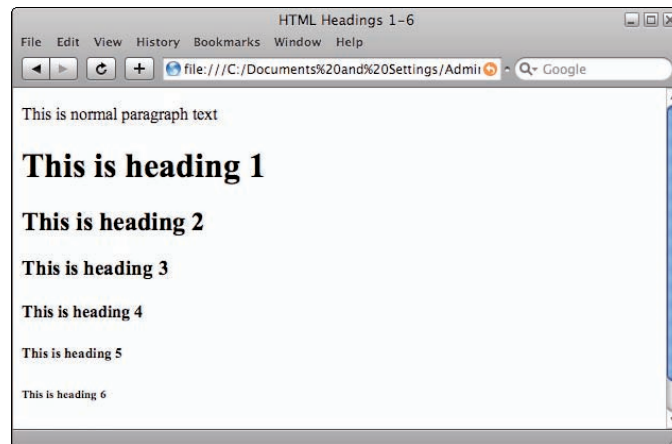 HTML Headings 1-6
File Edit View History Bookmarks Window Help
file:///C:/Documents%20and%20Settings/Admir
Google
This is normal paragraph text
This is heading 1
This is heading 2
This is heading 3
This is heading 4
This is heading 5
This is heading 6